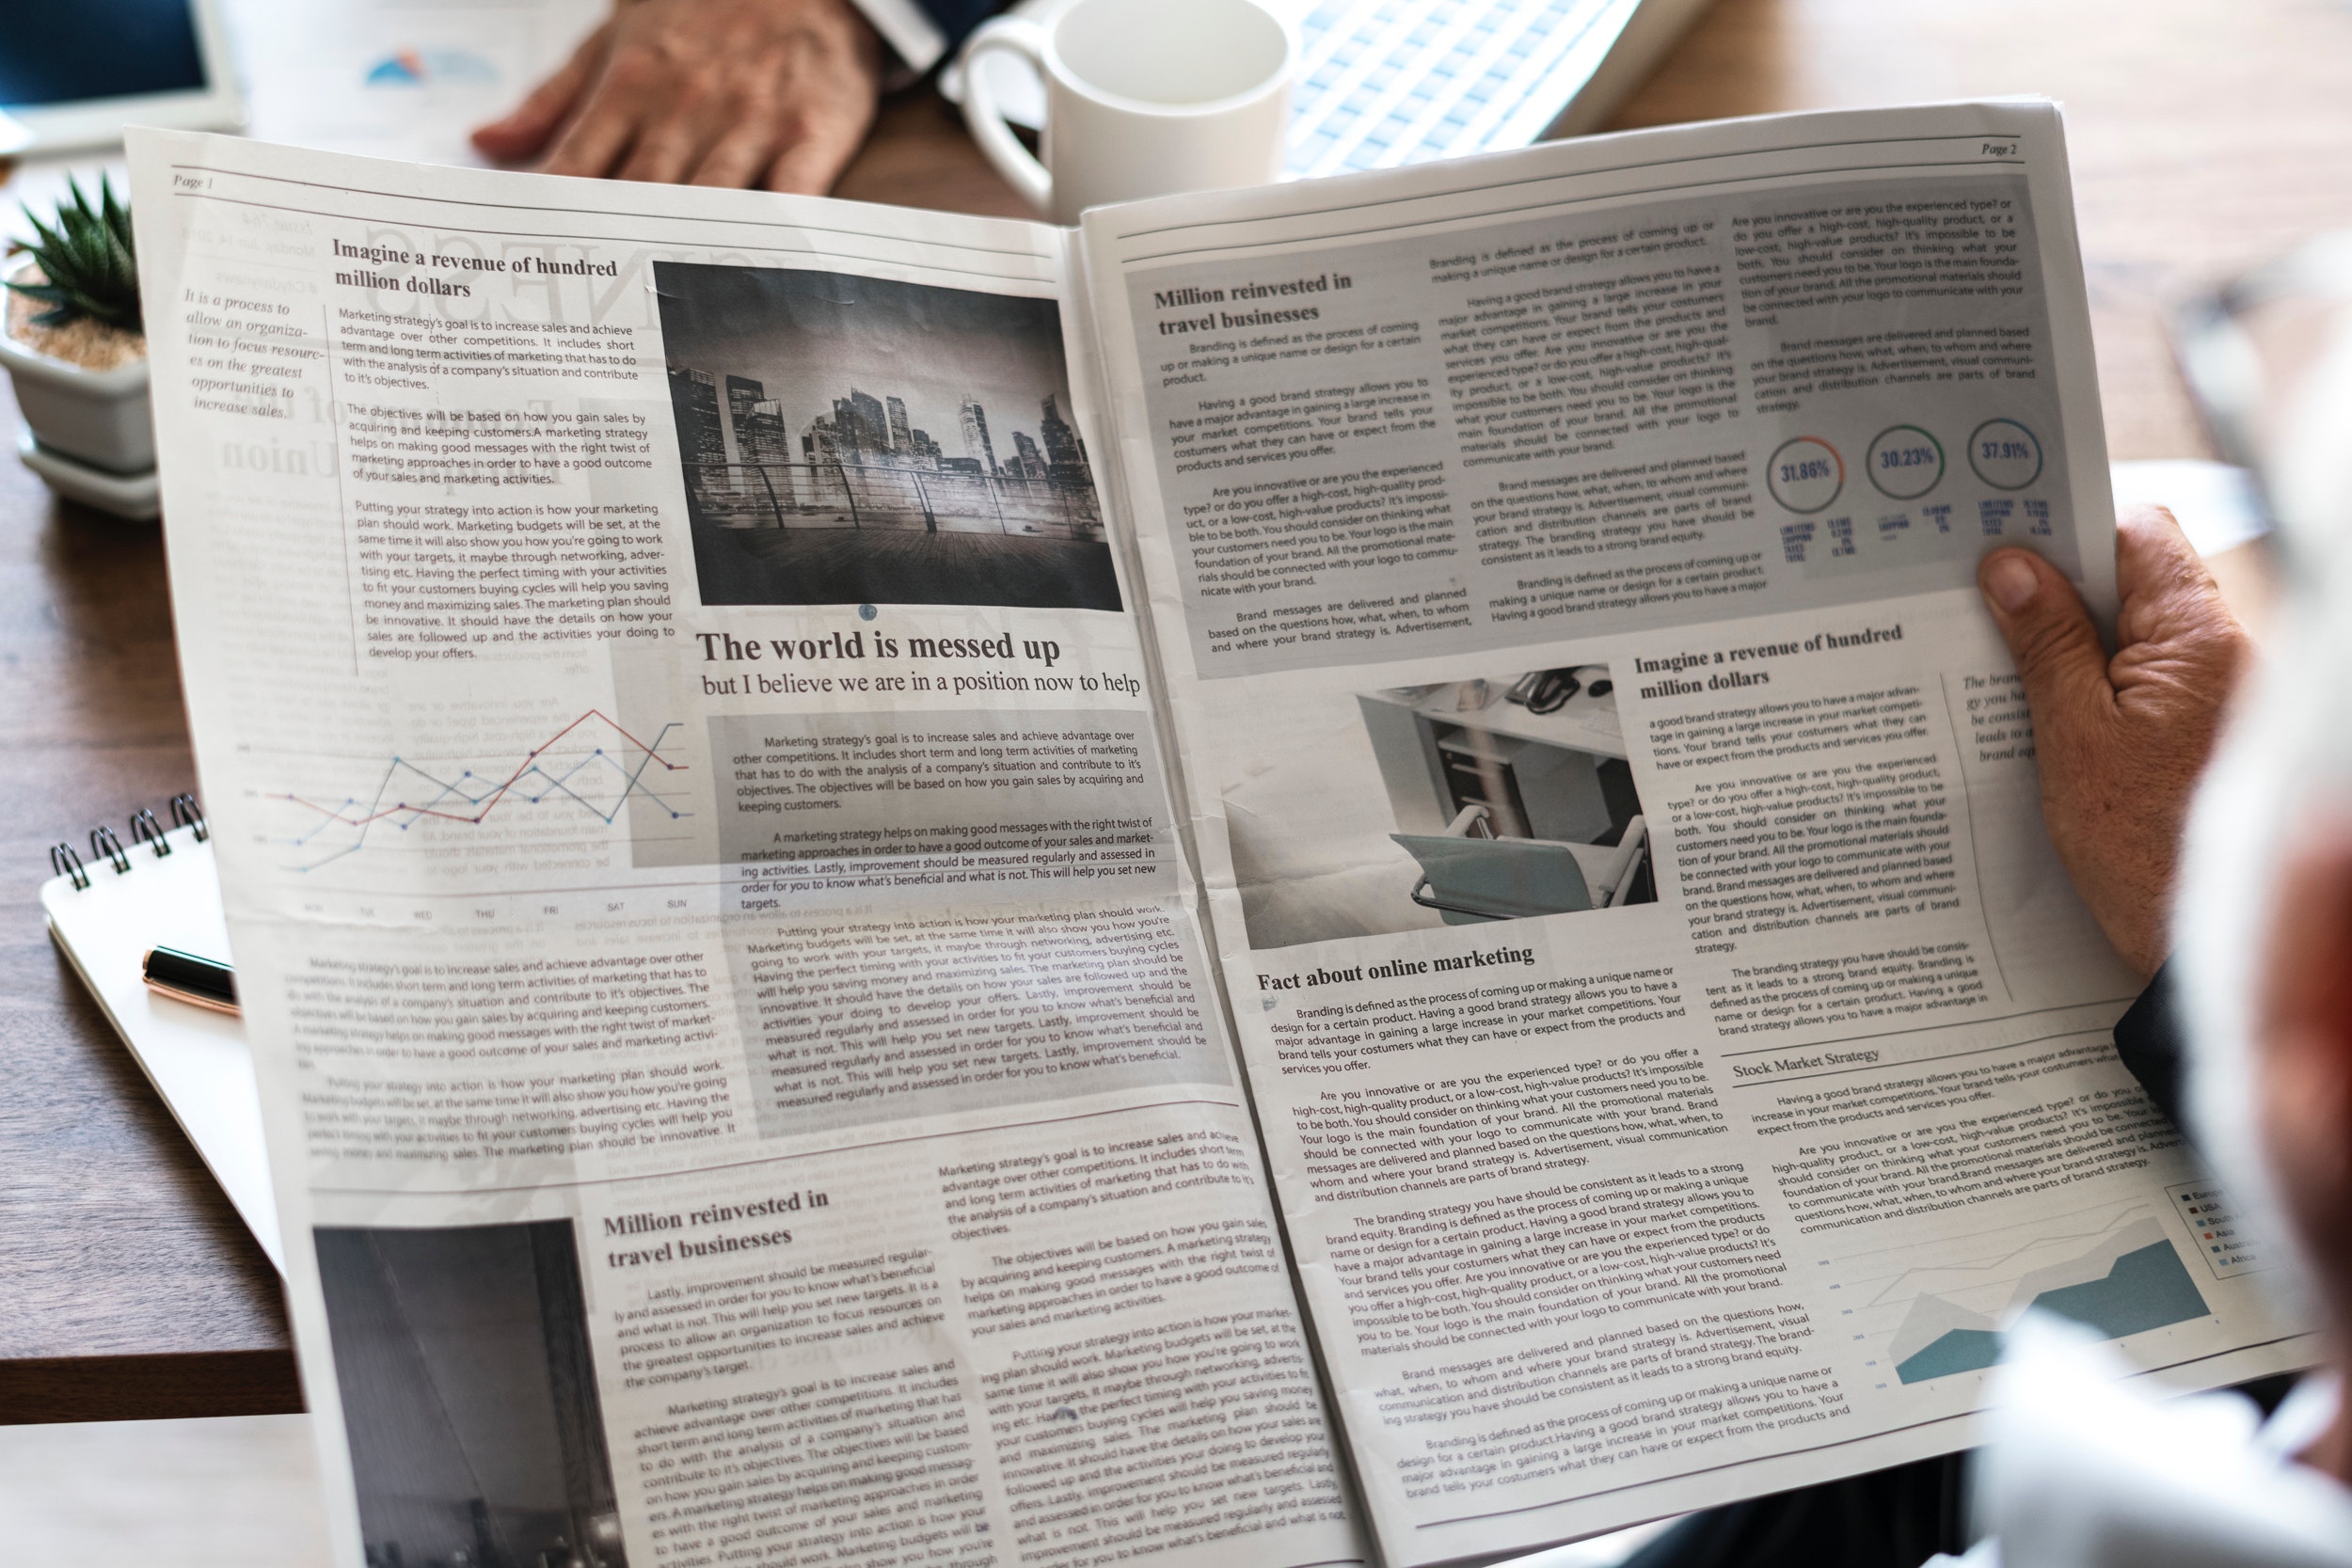 Page 1
It is a process to
allow an organiza-
tion to focus resourc-
es on the greatest
opportunities to
increase sales.
Imagine a revenue of hundred
million dollars
Marketing strategy's goal is to increase sales and achieve
advantage over other competitions. It includes short
term and long term activities of marketing that has to do
with the analysis of a company's situation and contribute
to it's objectives.
The objectives will be based on how you gain sales by
acquiring and keeping customers.A marketing strategy
helps on making good messages with the right twist of
marketing approaches in order to have a good outcome
of your sales and marketing activities.
Putting your strategy into action is how your marketing
plan should work. Marketing budgets will be set, at the
same time it will also show you how you're going to work
with your targets, it maybe through networking, adver-
tising etc. Having the perfect timing with your activities
to fit your customers buying cycles will help you saving
money and maximizing sales. The marketing plan should
be innovative. It should have the details on how your
sales are followed up and the activities your doing to
develop your offers.
The world is messed up
but I believe we are in a position now to help
Marketing strategy's goal is to increase sales and achieve advantage over
other competitions. It includes short term and long term activities of marketing
that has to do with the analysis of a company's situation and contribute to it's
objectives. The objectives will be based on how you gain sales by acquiring and
keeping customers.
A marketing strategy helps on making good messages with the right twist of
marketing approaches in order to have a good outcome of your sales and market-
ing activities. Lastly, improvement should be measured regularly and assessed in
order for you to know what's beneficial and what is not. This will help you set new
targets.
Putting your strategy into action is how your marketing plan should work.
Marketing budgets will be set, at the same time it will also show you how you're
going to work with your targets, it maybe through networking, advertising etc.
Having the perfect timing with your activities to fit your customers buying cycles
will help you saving money and maximizing sales. The marketing plan should be
innovative. It should have the details on how your sales are followed up and the
activities your doing to develop your offers. Lastly, improvement should be
measured regularly and assessed in order for you to know what's beneficial and
what is not. This will help you set new targets. Lastly, improvement should be
measured regularly and assessed in order for you to know what's beneficial and
what is not. This will help you set new targets. Lastly, improvement should be
measured regularly and assessed in order for you to know what's beneficial.
WED THU FRI SAT SUN
Marketing strategy's goal is to increase sales and achieve advantage over other
competitions. It includes short term and long term activities of marketing that has to
do with the analysis of a company's situation and contribute to it's objectives. The
objectives will be based on how you gain sales by acquiring and keeping customers.
A marketing strategy helps on making good messages with the right twist of market-
ing approaches in order to have a good outcome of your sales and marketing activi-
Putting your strategy into action is how your marketing plan should work.
Marketing budgets will be set, at the same time it will also show you how you're going
to work with your targets, it maybe through networking, advertising etc. Having the
perfect timing with your activities to fit your customers buying cycles will help you
saving money and maximizing sales. The marketing plan should be innovative. It
Million reinvested in
travel businesses
Lastly, improvement should be measured regular-
ly and assessed in order for you to know what's beneficial
and what is not. This will help you set new targets. It is a
process to allow an organization to focus resources on
the greatest opportunities to increase sales and achieve
the company's target.
Marketing strategy's goal is to increase sales and
achieve advantage over other competitions. It includes
short term and long term activities of marketing that has
to do with the analysis of a company's situation and
contribute to it's objectives. The objectives will be based
on how you gain sales by acquiring and keeping custom-
ers. A marketing strategy helps on making good messag-
es with the right twist of marketing approaches in order
to have a good outcome of your sales and marketing
activities. Putting your strategy into action is how your
Marketing strategy's goal is to increase sales and achieve
advantage over other competitions. It includes short term
and long term activities of marketing that has to do with
the analysis of a company's situation and contribute to it's
objectives.
The objectives will be based on how you gain sales
by acquiring and keeping customers. A marketing strategy
helps on making good messages with the right twist of
marketing approaches in order to have a good outcome of
your sales and marketing activities.
Putting your strategy into action is how your market-
ing plan should work. Marketing budgets will be set, at the
same time it will also show you how you're going to work
with your targets, it maybe through networking, advertis-
ing etc. Having the perfect timing with your activities to fit
your customers buying cycles will help you saving money
and maximizing sales. The marketing plan should be
innovative. It should have the details on how your sales are
followed up and the activities your doing to develop your
offers. Lastly, improvement should be measured regularly
and assessed in order for you to know what's beneficial and
what is not. This will help you set new targets. Lastly,
improvement should be measured regularly and assessed
order for you to know what's beneficial and what is not.
Page 2
Million reinvested in
travel businesses
Branding is defined as the process of coming
up or making a unique name or design for a certain
product.
Having a good brand strategy allows you to
have a major advantage in gaining a large increase in
your market competitions. Your brand tells your
costumers what they can have or expect from the
products and services you offer.
Are you innovative or are you the experienced
type? or do you offer a high-cost, high-quality prod-
uct, or a low-cost, high-value products? It's impossi-
ble to be both. You should consider on thinking what
your customers need you to be. Your logo is the main
foundation of your brand. All the promotional mate-
rials should be connected with your logo to commu-
nicate with your brand.
Brand messages are delivered and planned
based on the questions how, what, when, to whom
and where your brand strategy is. Advertisement,
Branding is defined as the process of coming up or
making a unique name or design for a certain product.
Having a good brand strategy allows you to have a
major advantage in gaining a large increase in your
market competitions. Your brand tells your costumers
what they can have or expect from the products and
services you offer. Are you innovative or are you the
experienced type? or do you offer a high-cost, high-qual-
ity product, or a low-cost, high-value products? It's
impossible to be both. You should consider on thinking
what your customers need you to be. Your logo is the
main foundation of your brand. All the promotional
materials should be connected with your logo to
communicate with your brand.
Brand messages are delivered and planned based
on the questions how, what, when, to whom and where
your brand strategy is. Advertisement, visual communi-
cation and distribution channels are parts of brand
strategy. The branding strategy you have should be
consistent as it leads to a strong brand equity.
Branding is defined as the process of coming up or
making a unique name or design for a certain product.
Having a good brand strategy allows you to have a major
Are you innovative or are you the experienced type? or
do you offer a high-cost, high-quality product, or a
low-cost, high-value products? It's impossible to be
both. You should consider on thinking what your
customers need you to be. Your logo is the main founda-
tion of your brand. All the promotional materials should
be connected with your logo to communicate with your
brand.
Brand messages are delivered and planned based
on the questions how, what, when, to whom and where
your brand strategy is. Advertisement, visual communi-
cation and distribution channels are parts of brand
strategy.
31.86% 30.23% 37.91%
Imagine a revenue of hundred
million dollars
a good brand strategy allows you to have a major advan-
tage in gaining a large increase in your market competi-
tions. Your brand tells your costumers what they can
have or expect from the products and services you offer.
Are you innovative or are you the experienced
type? or do you offer a high-cost, high-quality product,
or a low-cost, high-value products? It's impossible to be
both. You should consider on thinking what your
customers need you to be. Your logo is the main founda-
tion of your brand. All the promotional materials should
be connected with your logo to communicate with your
brand. Brand messages are delivered and planned based
on the questions how, what, when, to whom and where
your brand strategy is. Advertisement, visual communi-
cation and distribution channels are parts of brand
strategy.
The branding strategy you have should be consis-
tent as it leads to a strong brand equity. Branding is
defined as the process of coming up or making a unique
name or design for a certain product. Having a good
brand strategy allows you to have a major advantage in
The
gy you
be
leads to
brand
Fact about online marketing
Branding is defined as the process of coming up or making a unique name or
design for a certain product. Having a good brand strategy allows you to have a
major advantage in gaining a large increase in your market competitions. Your
brand tells your costumers what they can have or expect from the products and
services you offer.
Are you innovative or are you the experienced type? or do you offer a
high-cost, high-quality product, or a low-cost, high-value products? It's impossible
to be both. You should consider on thinking what your customers need you to be.
Your logo is the main foundation of your brand. All the promotional materials
should be connected with your logo to communicate with your brand. Brand
messages are delivered and planned based on the questions how, what, when, to
whom and where your brand strategy is. Advertisement, visual communication
and distribution channels are parts of brand strategy.
The branding strategy you have should be consistent as it leads to a strong
brand equity. Branding is defined as the process of coming up or making a unique
name or design for a certain product. Having a good brand strategy allows you to
have a major advantage in gaining a large increase in your market competitions.
Your brand tells your costumers what they can have or expect from the products
and services you offer. Are you innovative or are you the experienced type? or do
you offer a high-cost, high-quality product, or a low-cost, high-value products? It's
impossible to be both. You should consider on thinking what your customers need
you to be. Your logo is the main foundation of your brand. All the promotional
materials should be connected with your logo to communicate with your brand.
Brand messages are delivered and planned based on the questions how,
what, when, to whom and where your brand strategy is. Advertisement, visual
communication and distribution channels are parts of brand strategy. The brand-
ing strategy you have should be consistent as it leads to a strong brand equity.
Branding is defined as the process of coming up or making a unique name or
design for a certain product.Having a good brand strategy allows you to have a
major advantage in gaining a large increase in your market competitions. Your
brand tells your costumers what they can have or expect from the products and
Stock Market Strategy
Having a good brand strategy allows you to have a major advantage
increase in your market competitions. Your brand tells your costumers what
expect from the products and services you offer.
Are you innovative or are you the experienced type? or do you
high-quality product, or a low-cost, high-value products? It's impossible
should consider on thinking what your customers need you to be. Your
foundation of your brand. All the promotional materials should be connected
to communicate with your brand.Brand messages are delivered and planned
questions how, what, when, to whom and where your brand strategy is.
communication and distribution channels are parts of brand strategy.
USA
Asia
Africa